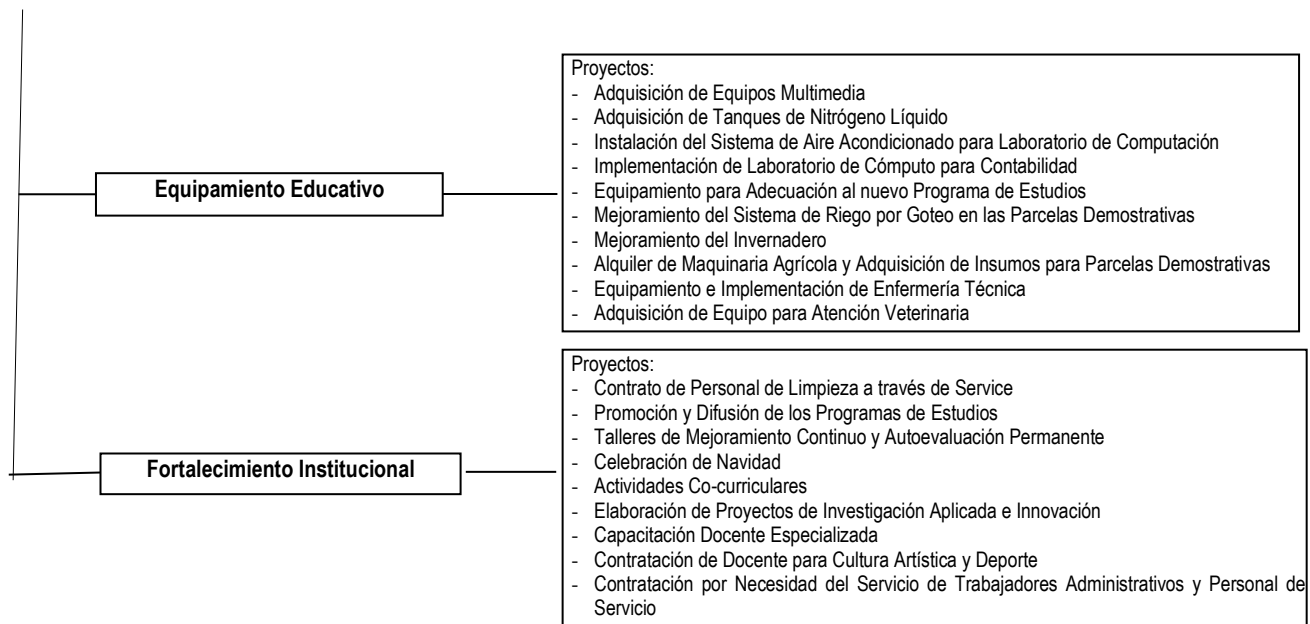 Proyectos:
- Adquisición de Equipos Multimedia
- Adquisición de Tanques de Nitrógeno Líquido
- Instalación del Sistema de Aire Acondicionado para Laboratorio de Computación
- Implementación de Laboratorio de Cómputo para Contabilidad
- Equipamiento para Adecuación al nuevo Programa de Estudios
- Mejoramiento del Sistema de Riego por Goteo en las Parcelas Demostrativas
- Mejoramiento del Invernadero
- Alquiler de Maquinaria Agrícola y Adquisición de Insumos para Parcelas Demostrativas
- Equipamiento e Implementación de Enfermería Técnica
- Adquisición de Equipo para Atención Veterinaria
Equipamiento Educativo
Proyectos:
- Contrato de Personal de Limpieza a través de Service
- Promoción y Difusión de los Programas de Estudios
- Talleres de Mejoramiento Continuo y Autoevaluación Permanente
- Celebración de Navidad
- Actividades Co-curriculares
- Elaboración de Proyectos de Investigación Aplicada e Innovación
- Capacitación Docente Especializada
- Contratación de Docente para Cultura Artística y Deporte
- Contratación por Necesidad del Servicio de Trabajadores Administrativos y Personal de
Servicio
Fortalecimiento Institucional